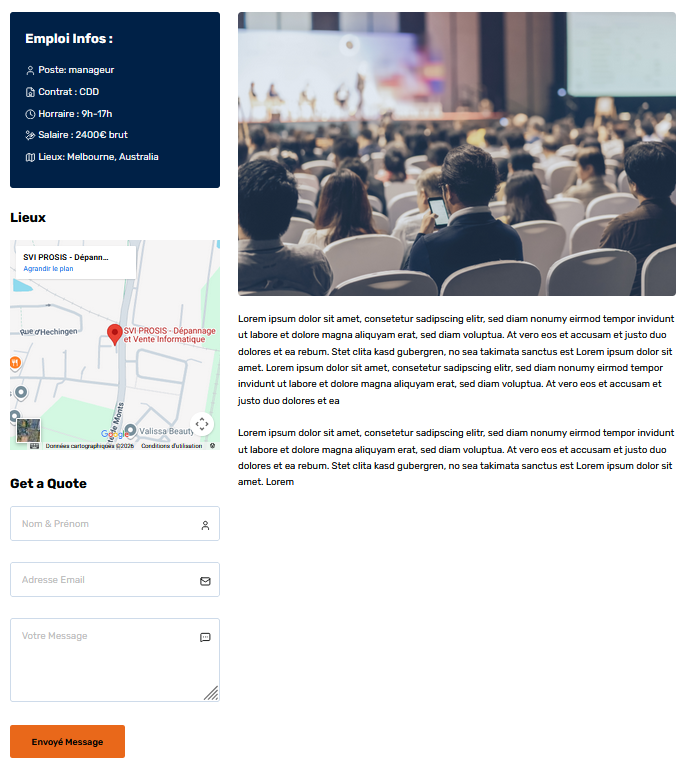 Emploi Infos :
Poste: manageur
Contrat : CDD
Horraire : 9h-17h
Salaire : 2400€ brut
Lieux: Melbourne, Australia
Lieux
SVI PROSIS - Dépann...
Agrandir le plan
Rue d'Hechingen
SVI PROSIS - Dépannage
et Vente Informatique
de Monts
Valissa Beauty
Google
Données cartographiques ©2026 Conditions d'utilisation
Get a Quote
Nom & Prénom
Adresse Email
Votre Message
Envoyé Message
Lorem ipsum dolor sit amet, consetetur sadipscing elitr, sed diam nonumy eirmod tempor invidunt
ut labore et dolore magna aliquyam erat, sed diam voluptua. At vero eos et accusam et justo duo
dolores et ea rebum. Stet clita kasd gubergren, no sea takimata sanctus est Lorem ipsum dolor sit
amet. Lorem ipsum dolor sit amet, consetetur sadipscing elitr, sed diam nonumy eirmod tempor
invidunt ut labore et dolore magna aliquyam erat, sed diam voluptua. At vero eos et accusam et
justo duo dolores et ea
Lorem ipsum dolor sit amet, consetetur sadipscing elitr, sed diam nonumy eirmod tempor invidunt
ut labore et dolore magna aliquyam erat, sed diam voluptua. At vero eos et accusam et justo duo
dolores et ea rebum. Stet clita kasd gubergren, no sea takimata sanctus est Lorem ipsum dolor sit
amet. Lorem